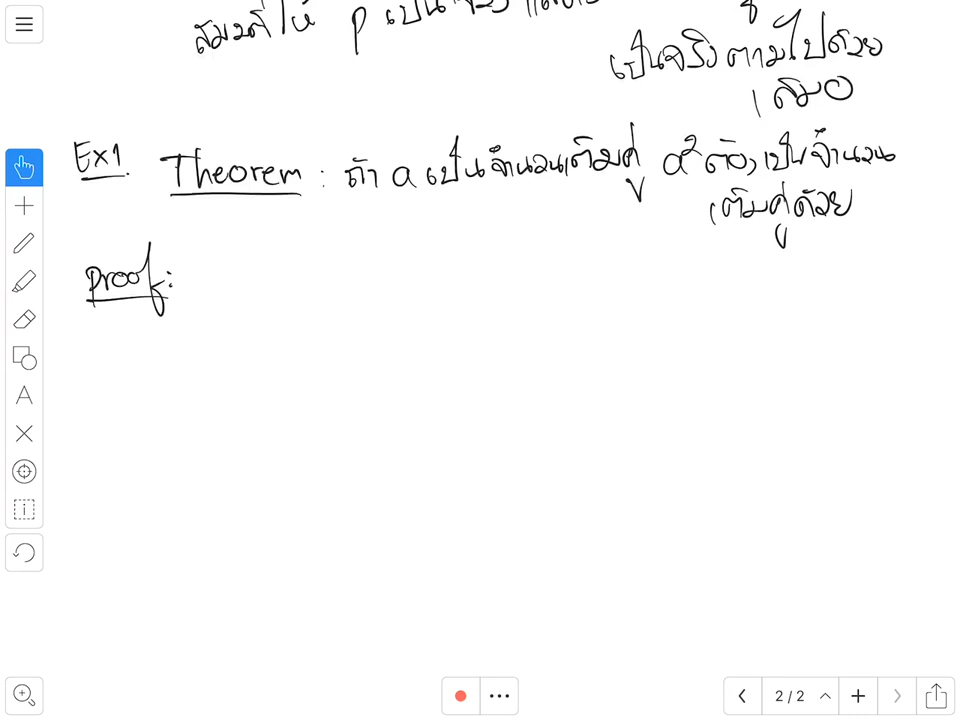 สมมติให้ p เป็นจริง
เป็นจริงตามไปด้วย
เสมอ
Ex1. Theorem : ถ้า a เป็นจำนวนเต็มคู่ a² ต้องเป็นจำนวน
เต็มคู่ด้วย
Proof:
2 / 2